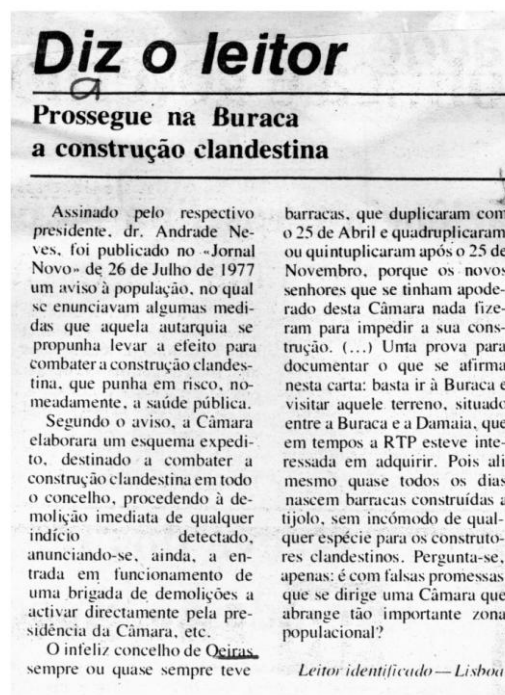 Diz o leitor
a
Prossegue na Buraca
a construção clandestina
Assinado pelo respectivo
presidente, dr. Andrade Ne-
ves, foi publicado no «Jornal
Novo» de 26 de Julho de 1977
um aviso à população, no qual
se enunciavam algumas medi-
das que aquela autarquia se
propunha levar a efeito para
combater a construção clandes-
tina, que punha em risco, no-
meadamente, a saúde pública.
Segundo o aviso, a Câmara
elaborara um esquema expedi-
to, destinado a combater a
construção clandestina em todo
o concelho, procedendo à de-
molição imediata de qualquer
indício detectado,
anunciando-se, ainda, a en-
trada em funcionamento de
uma brigada de demolições a
activar directamente pela pre-
sidência da Câmara, etc.
O infeliz concelho de Oeiras
sempre ou quase sempre teve
barracas, que duplicaram com
o 25 de Abril e quadruplicaram
ou quintuplicaram após o 25 de
Novembro, porque os novos
senhores que se tinham apode-
rado desta Câmara nada fize-
ram para impedir a sua cons-
trução. (...) Uma prova para
documentar o que se afirma
nesta carta: basta ir à Buraca e
visitar aquele terreno, situado
entre a Buraca e a Damaia, que
em tempos a RTP esteve inte-
ressada em adquirir. Pois ali
mesmo quase todos os dias
nascem barracas construídas a
tijolo, sem incómodo de qual-
quer espécie para os construto-
res clandestinos. Pergunta-se,
apenas: é com falsas promessas
que se dirige uma Câmara que
abrange tão importante zona
populacional?
Leitor identificado — Lisboa